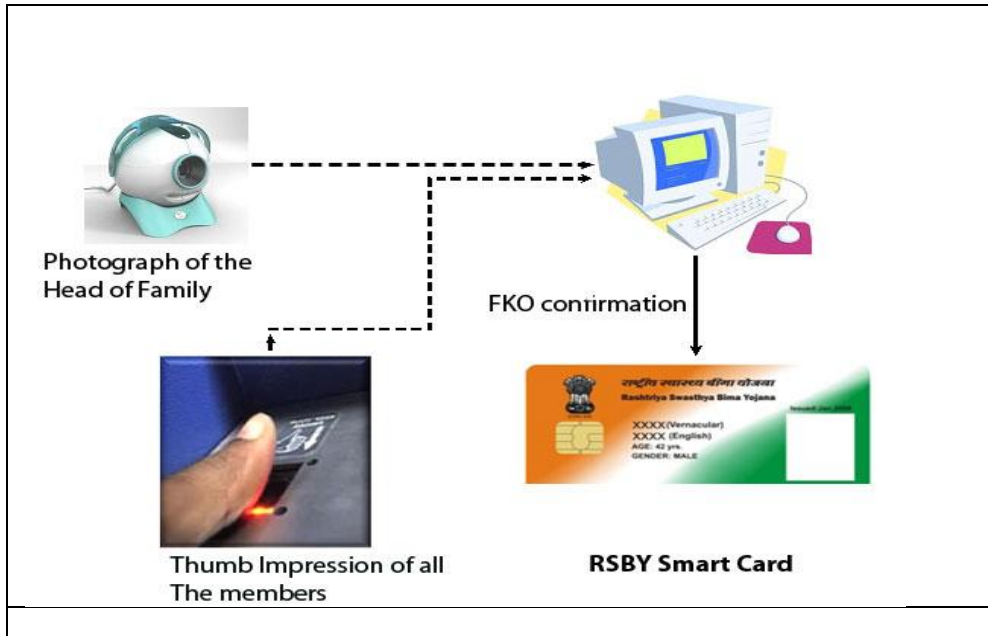 Photograph of the
Head of Family
FKO confirmation
राष्ट्रीय स्वास्थ्य बीमा योजना
Rashtriya Swasthya Bima Yojana
XXXX(Vernacular)
XXXX (English)
AGE: 42 yrs.
GENDER: MALE
Thumb Impression of all
The members
RSBY Smart Card